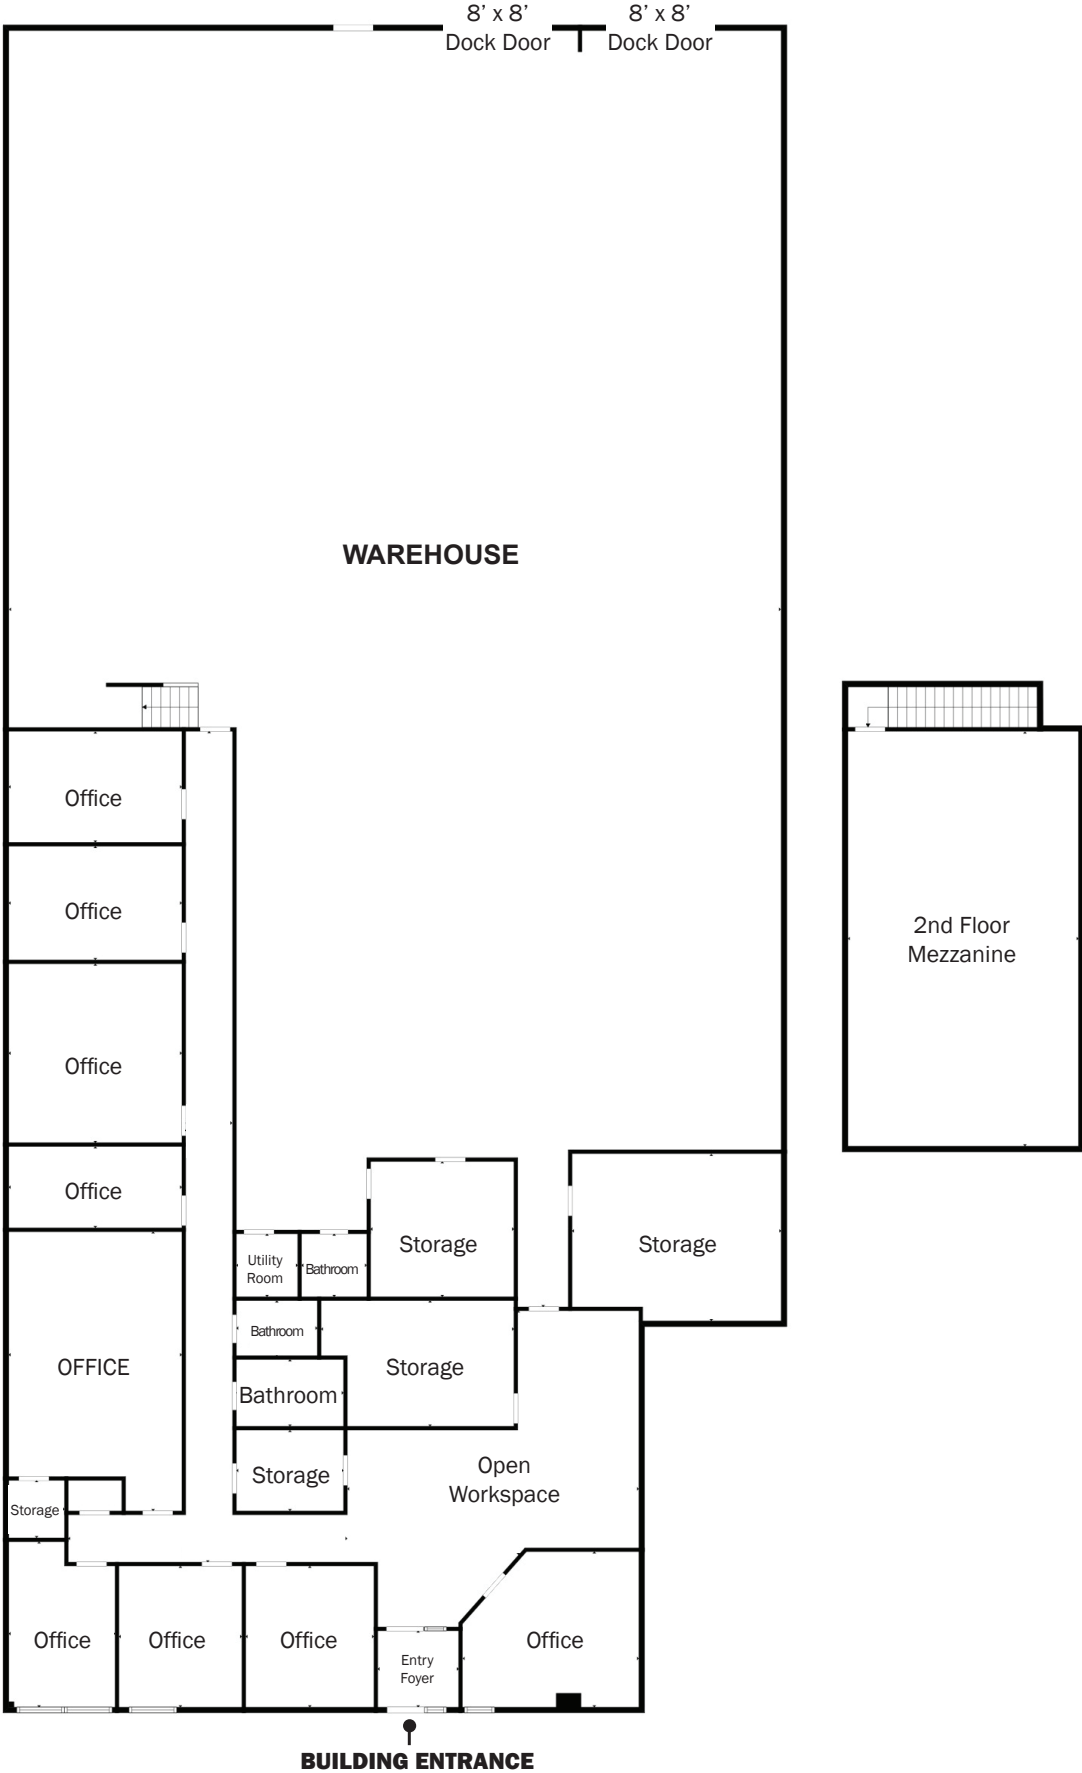 8’ x 8’
Dock Door
8’ x 8’
Dock Door
WAREHOUSE
Office
Office
2nd Floor
Mezzanine
Office
Office
Storage
Storage
Utility
Room
Bathroom
Bathroom
OFFICE
Storage
Bathroom
Storage
Open
Workspace
Storage
Office
Office
Office
Entry
Foyer
Office
BUILDING ENTRANCE